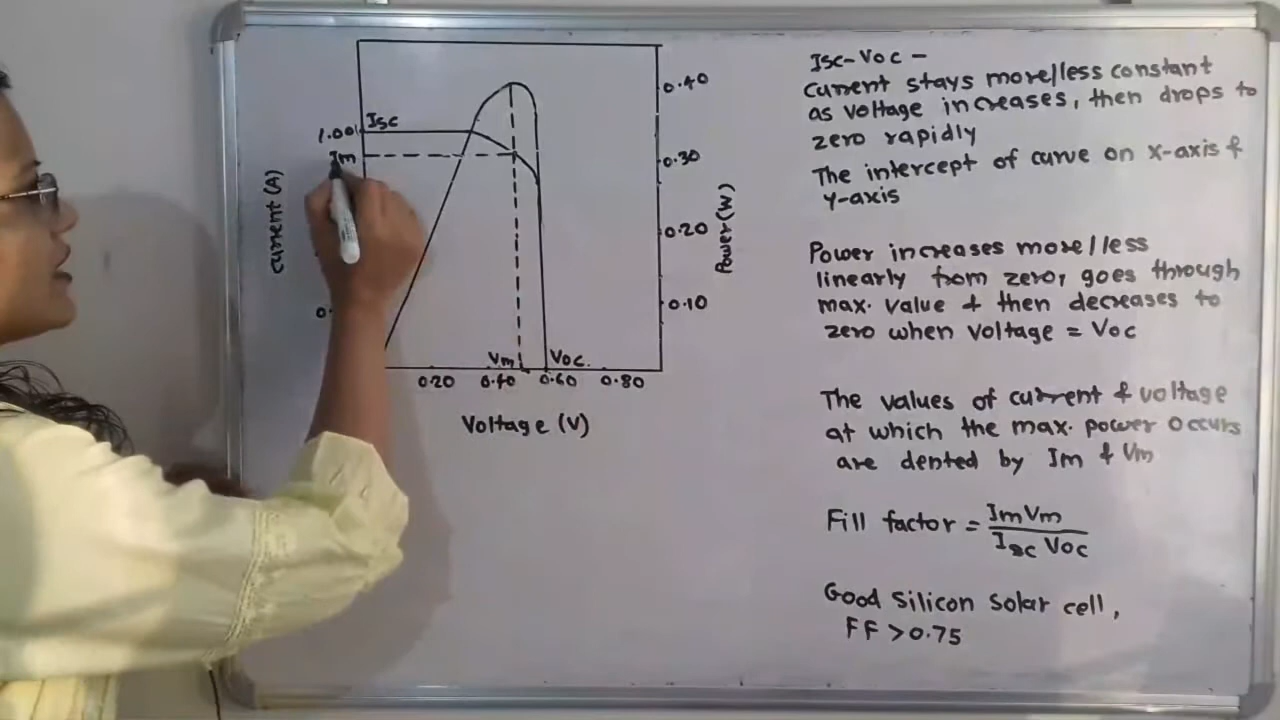 Isc
1.00
Im
0.
Current (A)
0.40
0.30
0.20
0.10
Power (W)
Vm
Voc.
0.20 0.40 0.60 0.80
Voltage (V)
Isc-Voc -
Current stays more/less constant
as voltage increases, then drops to
zero rapidly
The intercept of curve on x-axis &
y-axis
Power increases more/less
linearly from zero, goes through
max. value & then decreases to
zero when voltage = Voc
The values of current & voltage
at which the max. power occurs
are dented by Im & Vm
Fill factor = ImVm
Isc Voc
Good silicon solar cell,
FF > 0.75